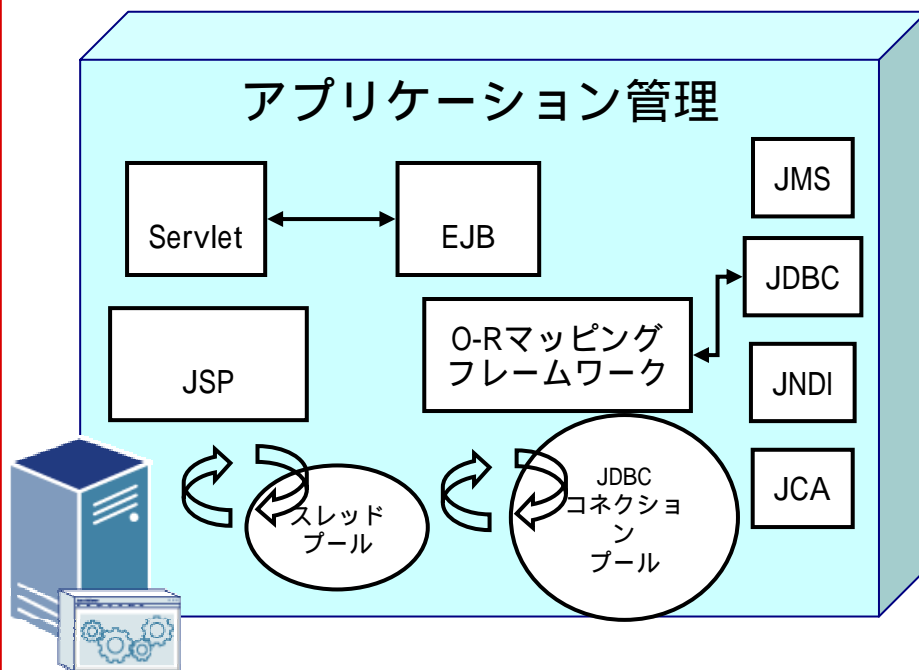 アプリケーション管理
Servlet
EJB
JMS
JDBC
JSP
O-Rマッピング
フレームワーク
JNDI
JCA
スレッド
プール
JDBC
コネクショ
ン
プール